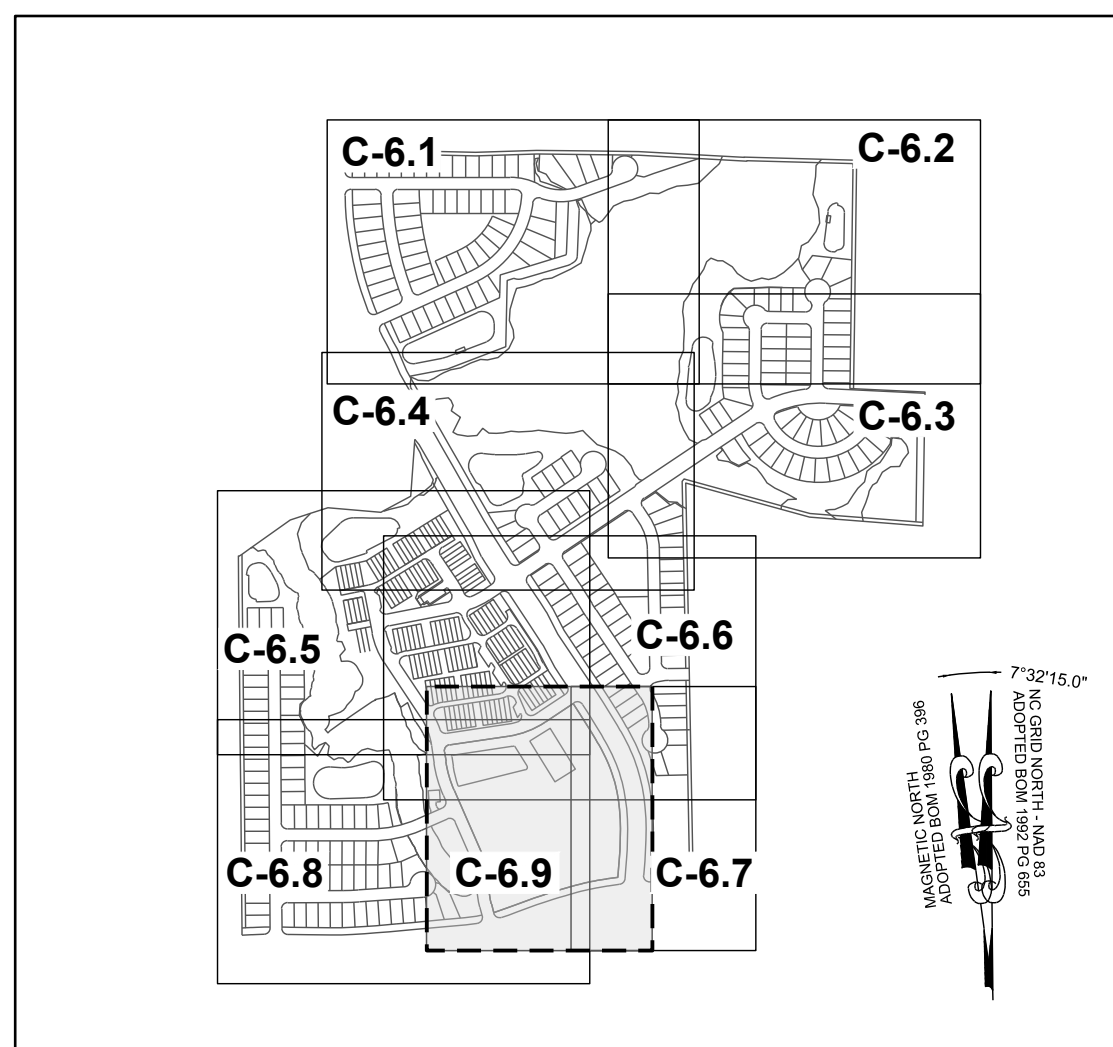 C-6.1
C-6.2
C-6.4
C-6.3
C-6.5
C-6.6
C-6.8
C-6.9
C-6.7
7°32'15.0"
MAGNETIC NORTH
ADOPTED BOM 1980 PG 396
NC GRID NORTH - NAD 83
ADOPTED BOM 1992 PG 655